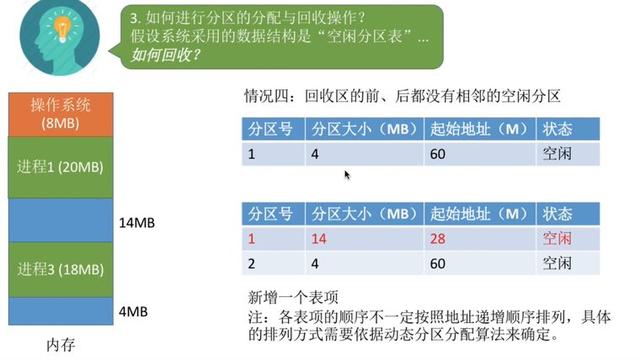 3. 如何进行分区的分配与回收操作？
假设系统采用的数据结构是“空闲分区表”...
如何回收？
操作系统
(8MB)
进程1 (20MB)
14MB
进程3 (18MB)
4MB
内存
情况四：回收区的前、后都没有相邻的空闲分区
分区号 分区大小（MB） 起始地址（M） 状态
1 4 60 空闲
分区号 分区大小（MB） 起始地址（M） 状态
1 14 28 空闲
2 4 60 空闲
新增一个表项
注：各表项的顺序不一定按照地址递增顺序排列，具体
的排列方式需要依据动态分区分配算法来确定。